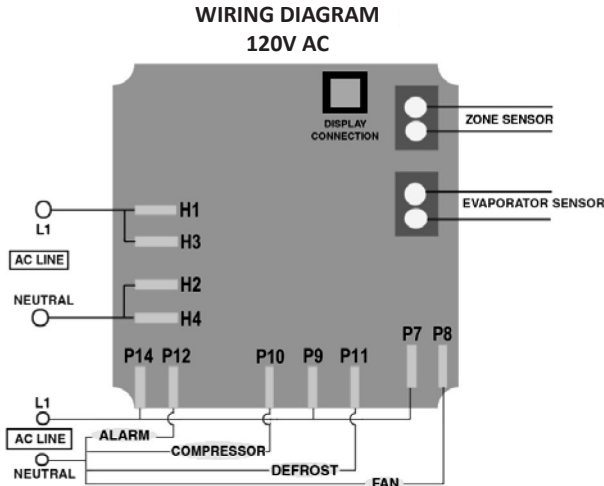 WIRING DIAGRAM
120V AC
DISPLAY
CONNECTION
ZONE SENSOR
EVAPORATOR SENSOR
H1
L1
H3
AC LINE
H2
NEUTRAL
H4
P14 P12 P10 P9 P11 P7 P8
L1
AC LINE
ALARM
COMPRESSOR
DEFROST
NEUTRAL
FAN